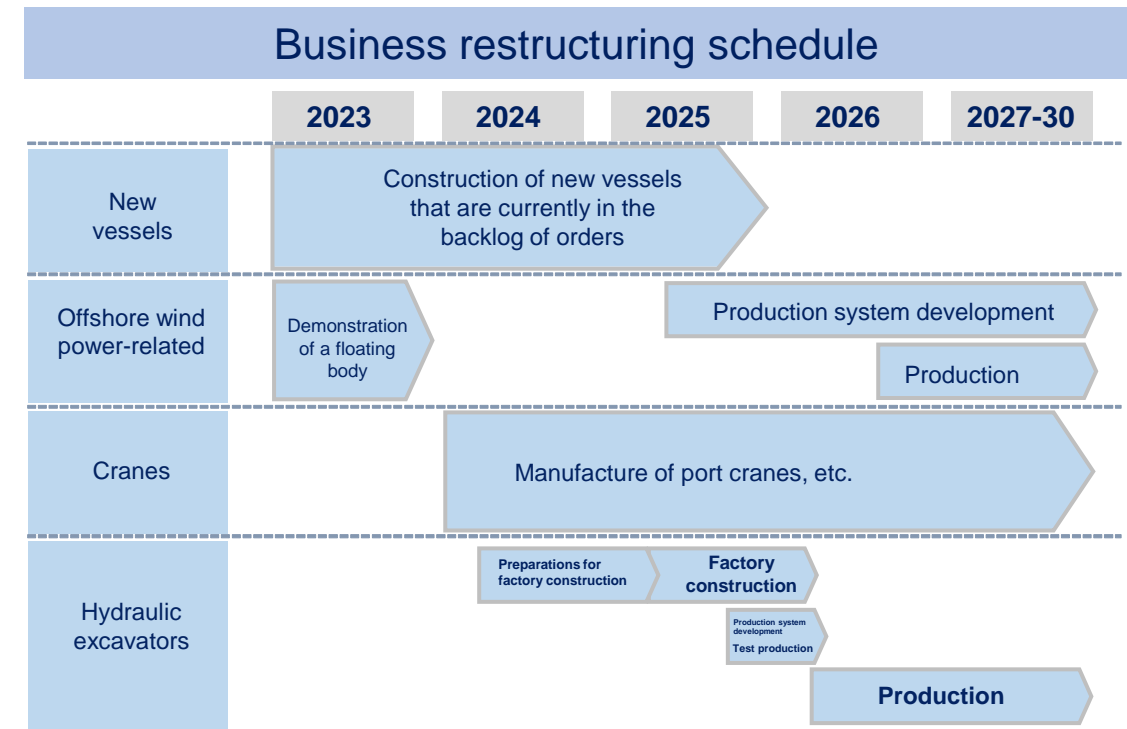 Business restructuring schedule
2023 2024 2025 2026 2027-30
New
vessels
Construction of new vessels
that are currently in the
backlog of orders
Offshore wind
power-related
Demonstration
of a floating
body
Production system development
Production
Cranes
Manufacture of port cranes, etc.
Hydraulic
excavators
Preparations for
factory construction
Factory
construction
Production system
development
Test production
Production